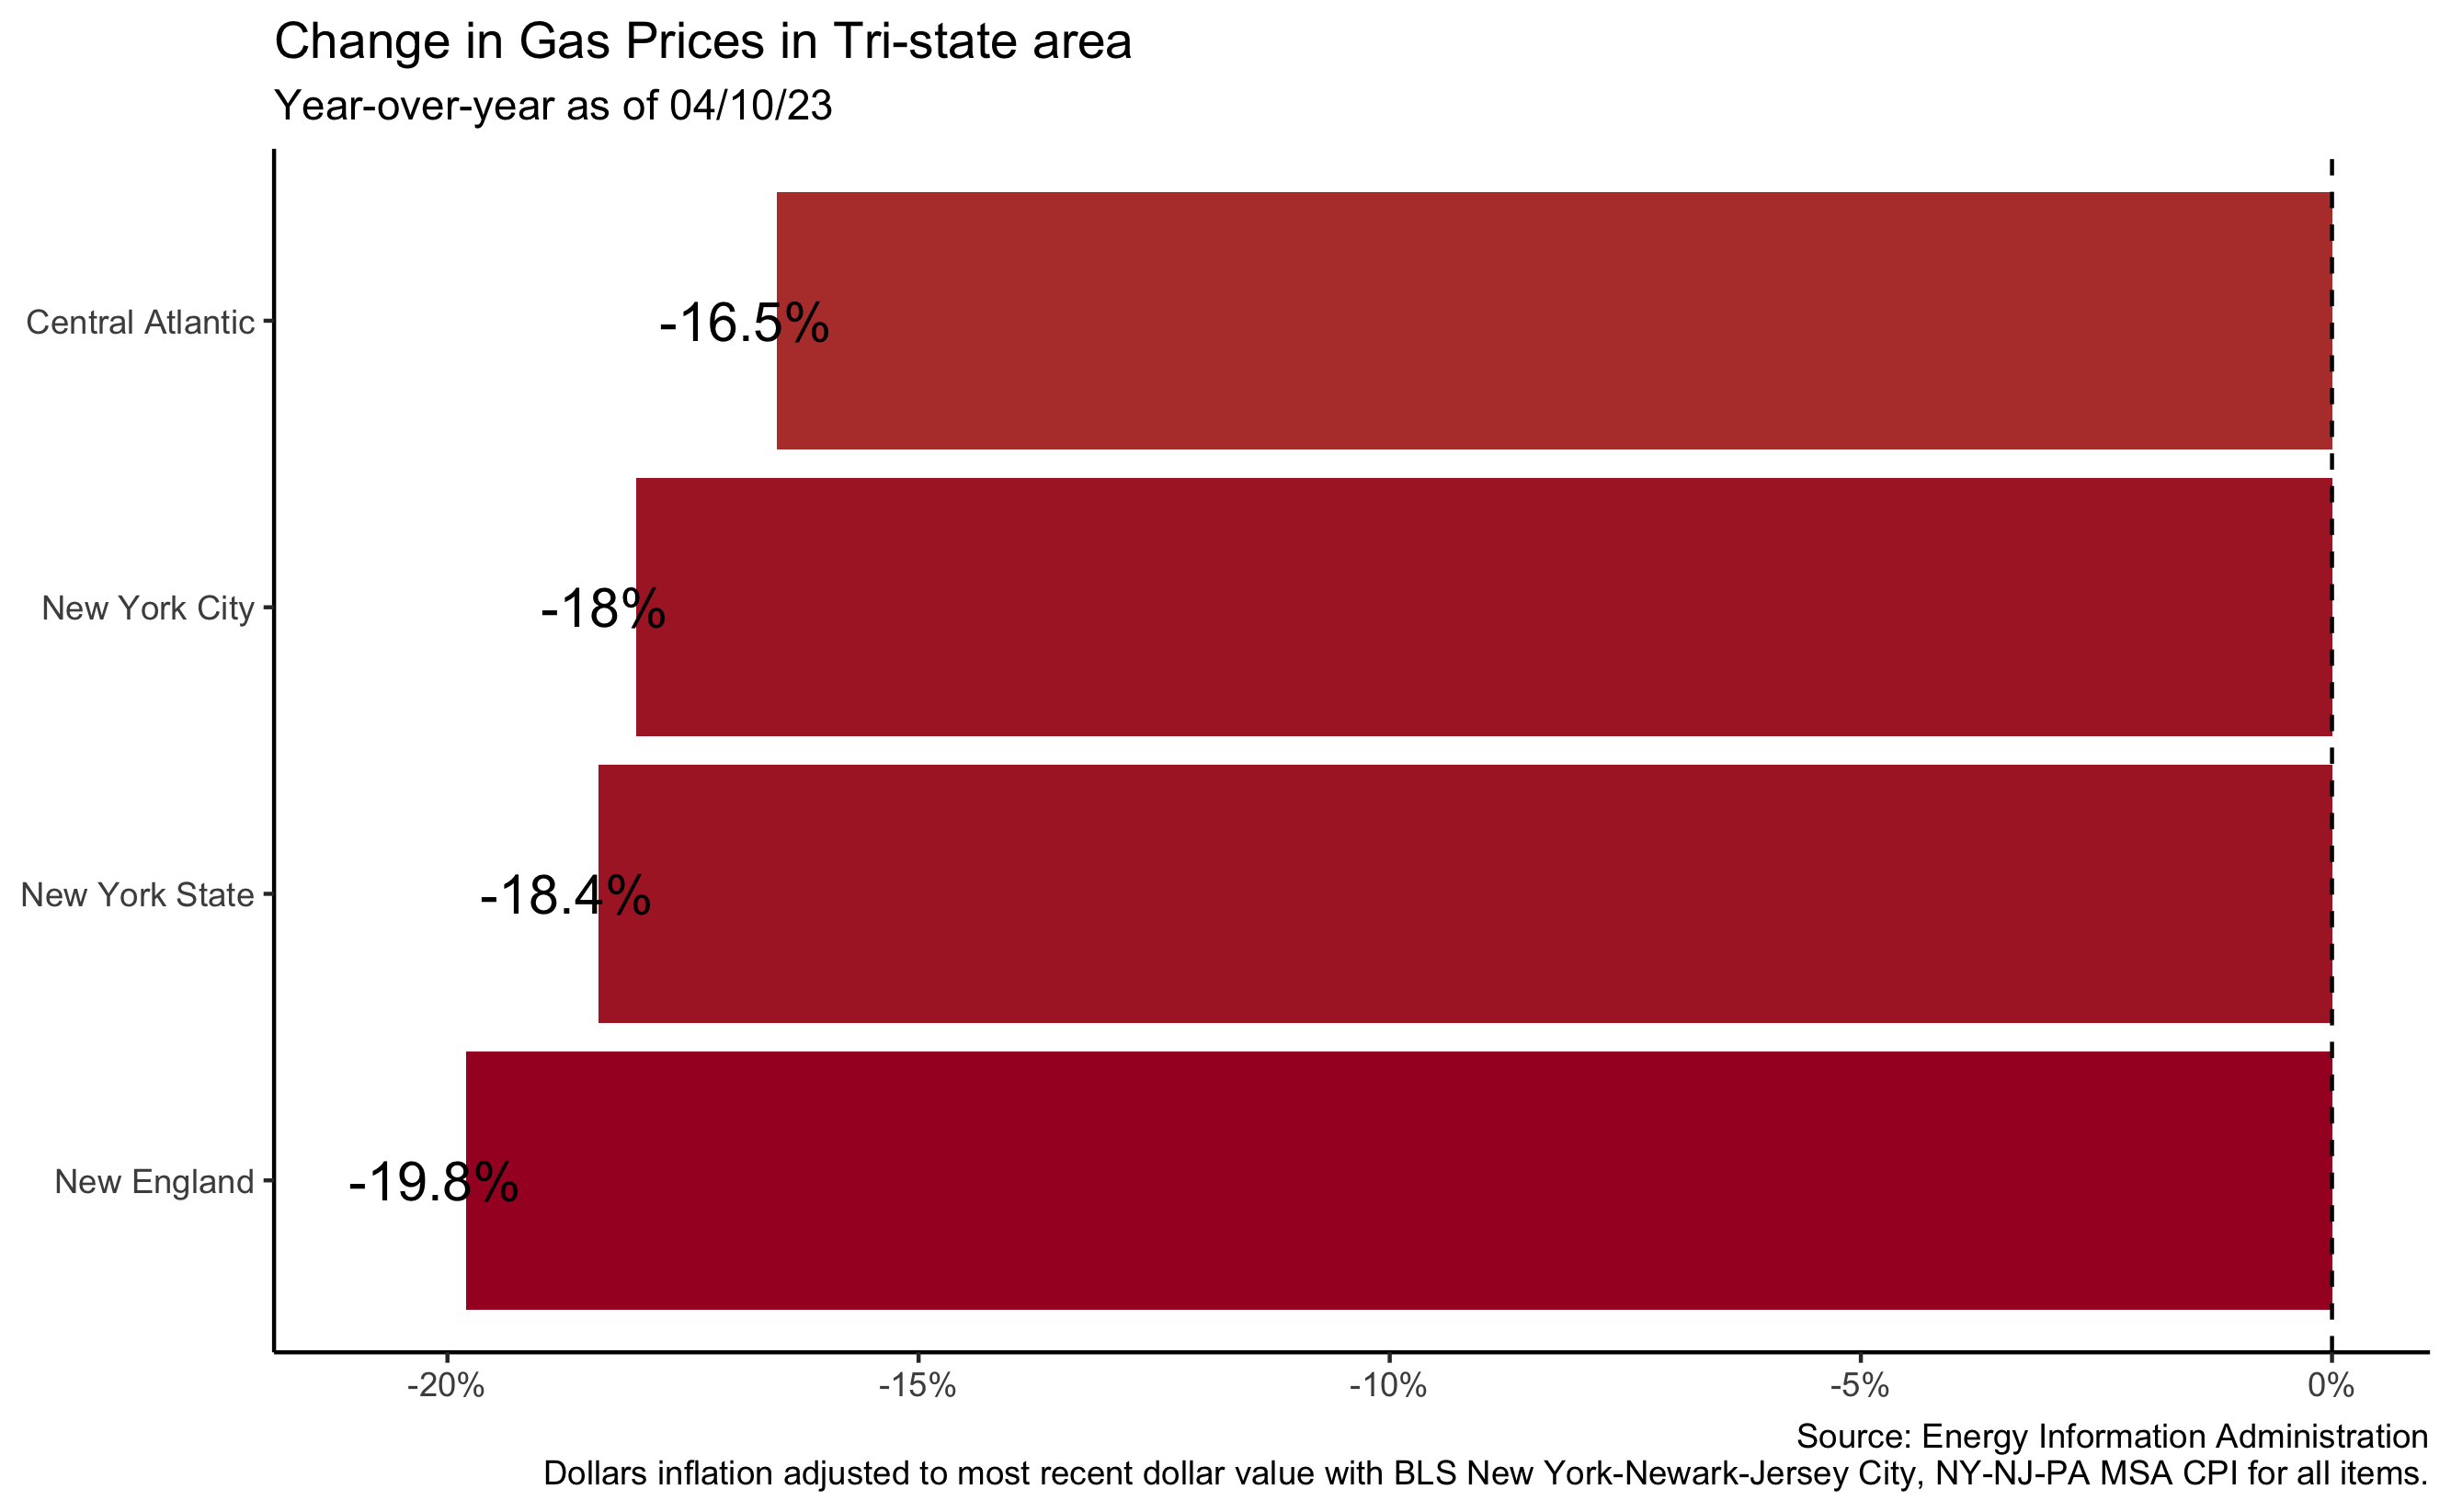 Change in Gas Prices in Tri-state area
Year-over-year as of 04/10/23
Central Atlantic
-16.5%
New York City
-18%
New York State
-18.4%
New England
-19.8%
-20%
-15%
-10%
-5%
0%
Source: Energy Information Administration
Dollars inflation adjusted to most recent dollar value with BLS New York-Newark-Jersey City, NY-NJ-PA MSA CPI for all items.